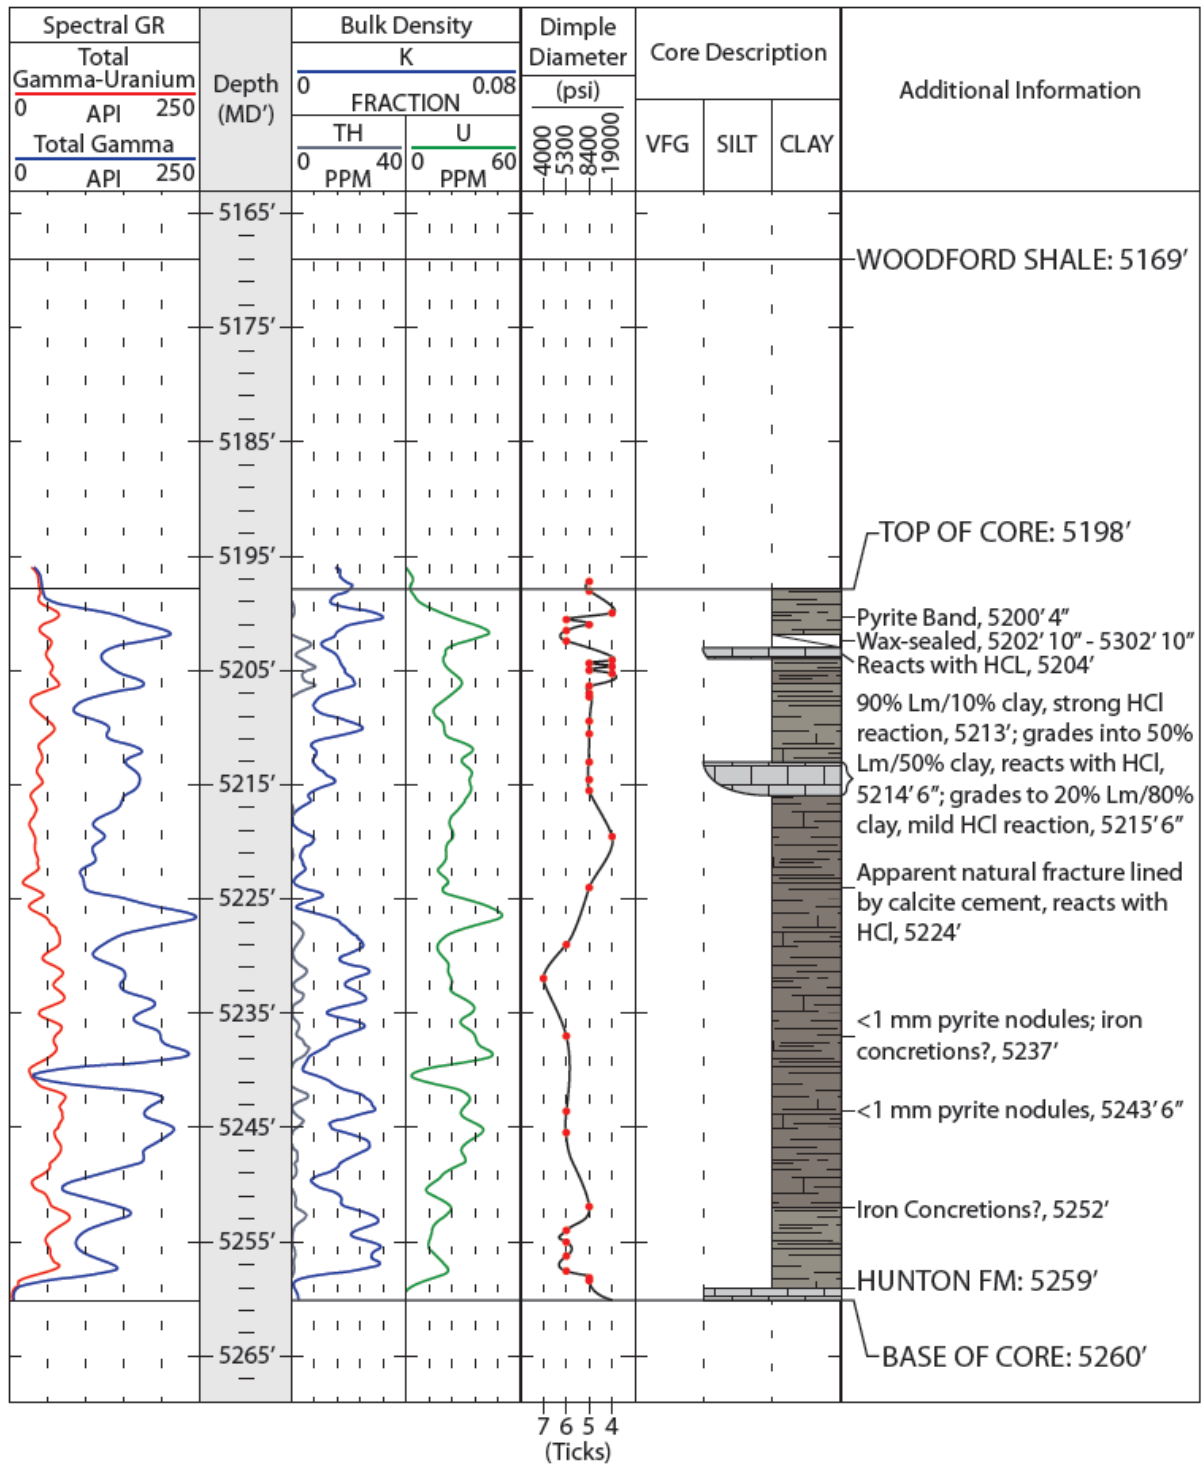 Spectral GR
Total
Gamma-Uranium
0 API 250
Total Gamma
0 API 250
Depth
(MD’)
Bulk Density
K
0 0.08
FRACTION
TH
0 40
PPM
U
0 60
PPM
Dimple
Diameter
(psi)
4000
5300
8400
19000
Core Description
VFG
SILT
CLAY
Additional Information
5165’
WOODFORD SHALE: 5169’
5175’
5185’
TOP OF CORE: 5198’
5195’
Pyrite Band, 5200’ 4”
Wax-sealed, 5202’ 10” - 5302’ 10”
Reacts with HCL, 5204’
5205’
90% Lm/10% clay, strong HCl
reaction, 5213’; grades into 50%
Lm/50% clay, reacts with HCl,
5214’ 6”; grades to 20% Lm/80%
clay, mild HCl reaction, 5215’ 6”
5215’
Apparent natural fracture lined
by calcite cement, reacts with
HCl, 5224’
5225’
<1 mm pyrite nodules; iron
concretions?, 5237’
5235’
<1 mm pyrite nodules, 5243’ 6”
5245’
Iron Concretions?, 5252’
5255’
HUNTON FM: 5259’
BASE OF CORE: 5260’
5265’
7 6 5 4
(Ticks)